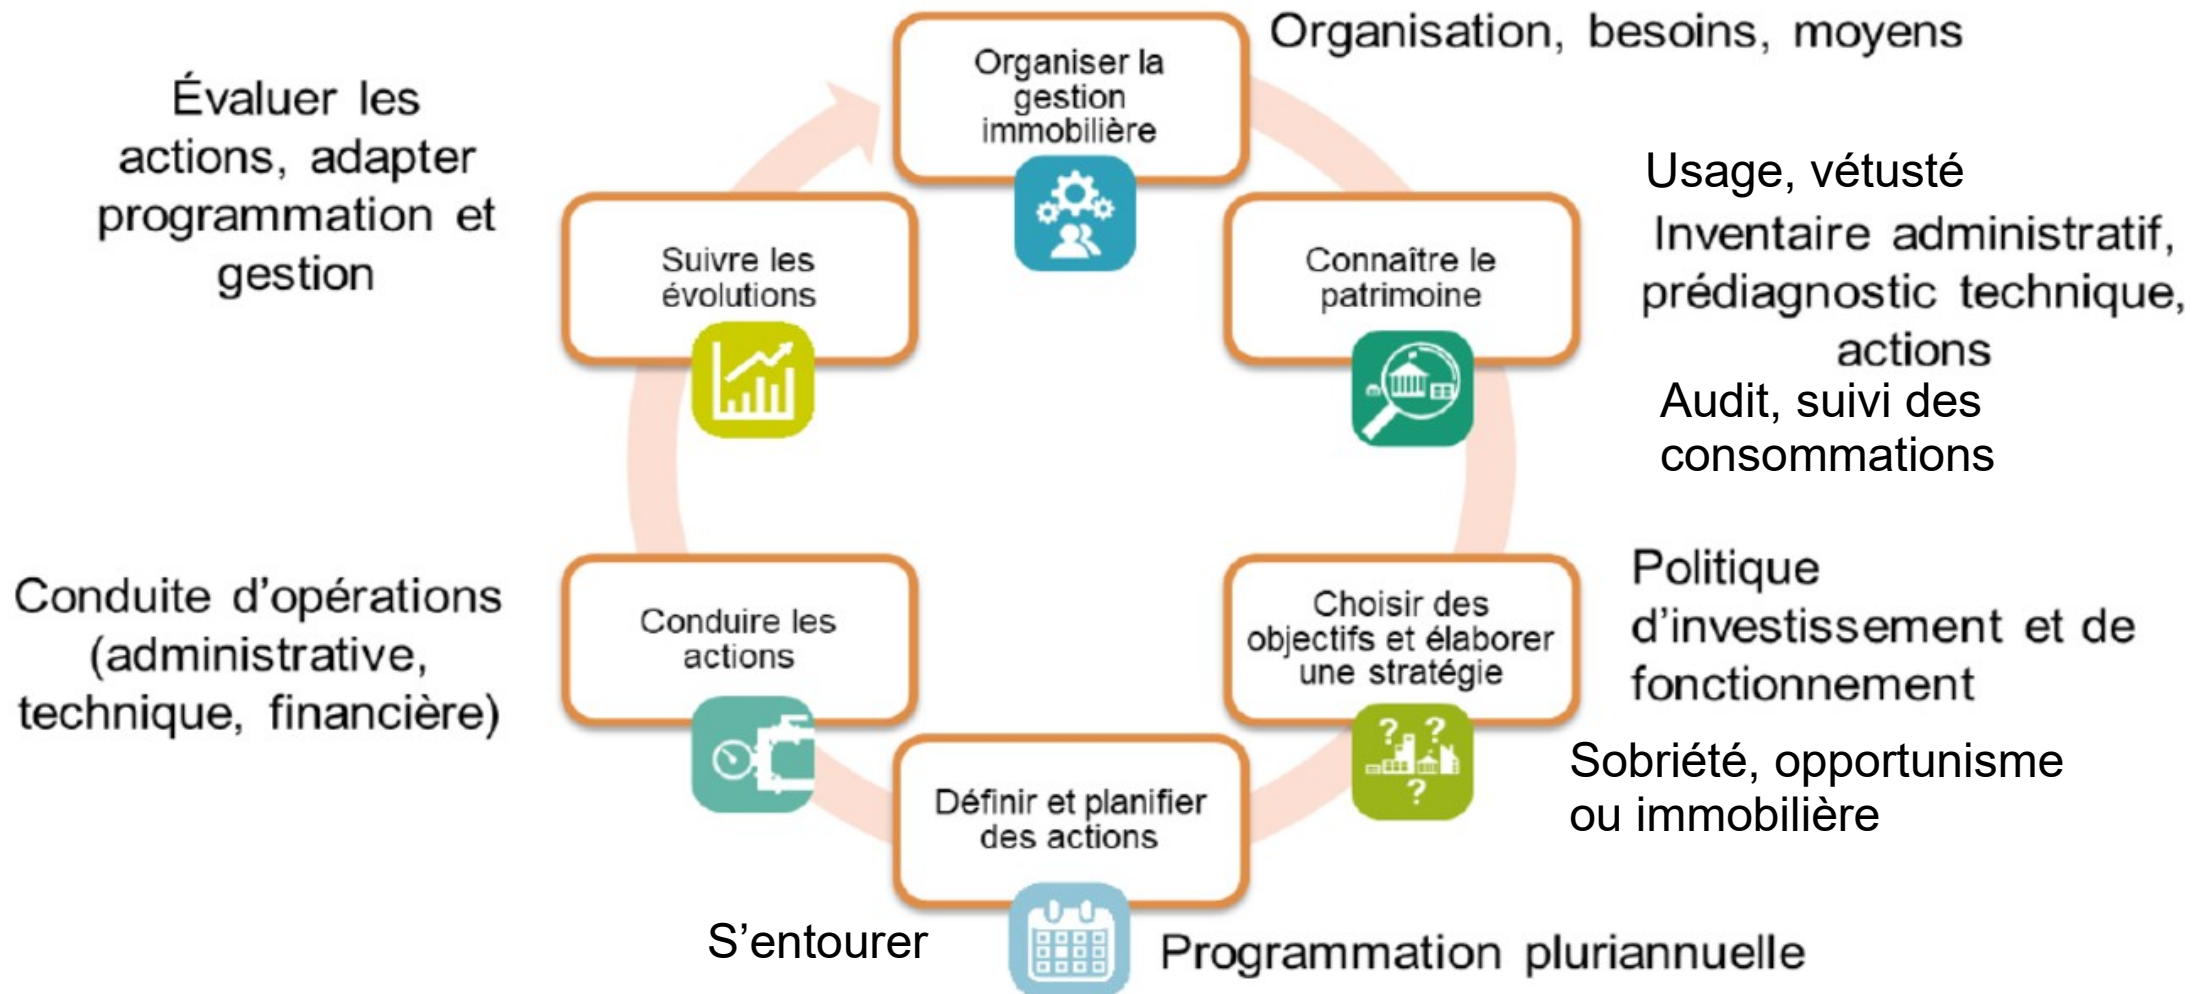 Organiser la
gestion
immobilière
Organisation, besoins, moyens
Connaître le
patrimoine
Usage, vétusté
Inventaire administratif,
prédiagnostic technique,
actions
Audit, suivi des
consommations
Choisir des
objectifs et élaborer
une stratégie
Politique
d’investissement et de
fonctionnement
Sobriété, opportunisme
ou immobilière
? ?
?
Définir et planifier
des actions
S’entourer
Programmation pluriannuelle
Conduire les
actions
Conduite d’opérations
(administrative,
technique, financière)
Suivre les
évolutions
Évaluer les
actions, adapter
programmation et
gestion